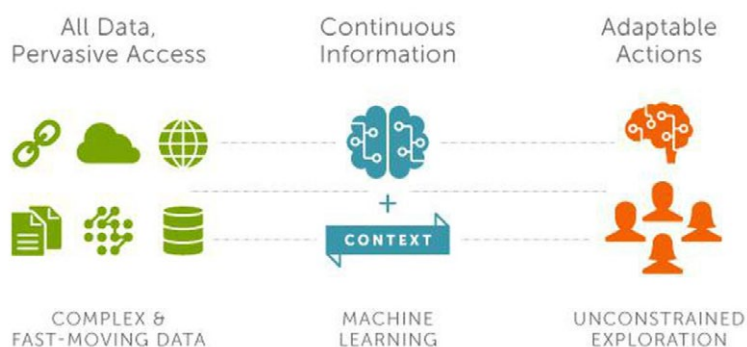 All Data,
Pervasive Access
Continuous
Information
Adaptable
Actions
+
CONTEXT
COMPLEX &
FAST-MOVING DATA
MACHINE
LEARNING
UNCONSTRAINED
EXPLORATION